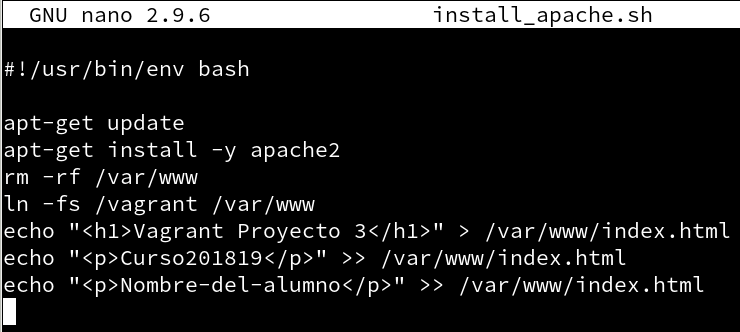 GNU nano 2.9.6 install_apache.sh
#!/usr/bin/env bash
apt-get update
apt-get install -y apache2
rm -rf /var/www
ln -fs /vagrant /var/www
echo "<h1>Vagrant Proyecto 3</h1>" > /var/www/index.html
echo "<p>Curso201819</p>" >> /var/www/index.html
echo "<p>Nombre-del-alumno</p>" >> /var/www/index.html